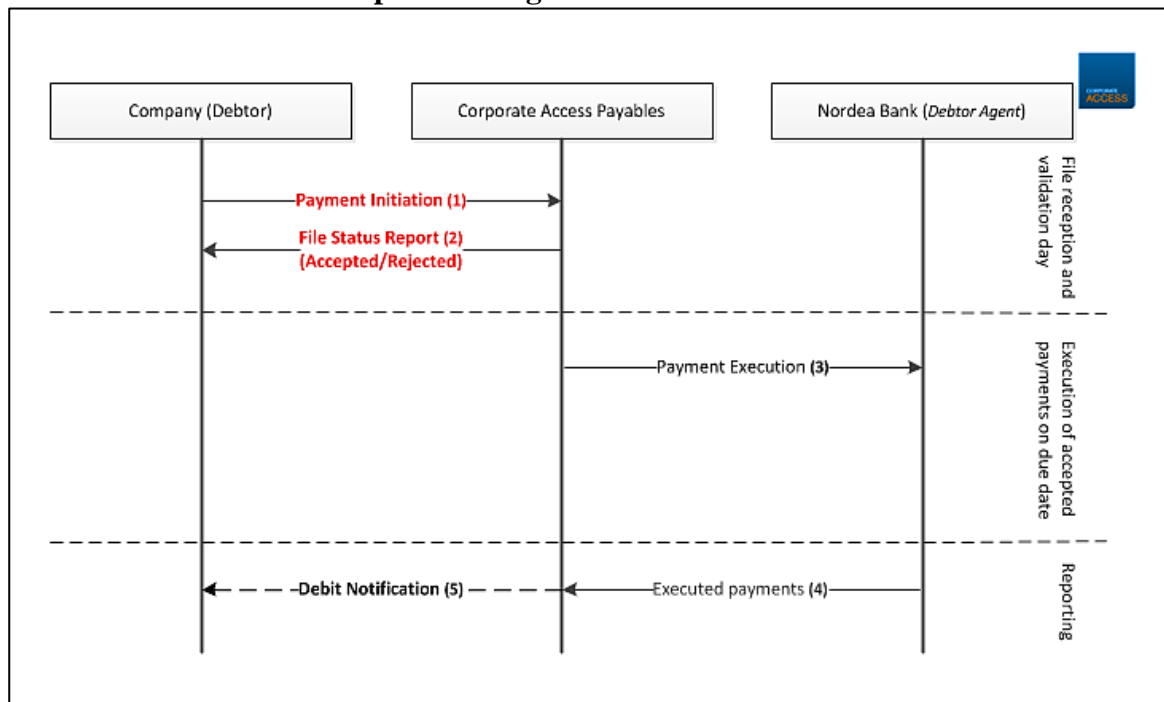 Company (Debtor)
Corporate Access Payables
Nordea Bank (Debtor Agent)
CORPORATE
ACCESS
Payment Initiation (1)
File Status Report (2)
(Accepted/Rejected)
File reception and
validation day
Payment Execution (3)
Execution of accepted
payments on due date
Debit Notification (5)
Executed payments (4)
Reporting